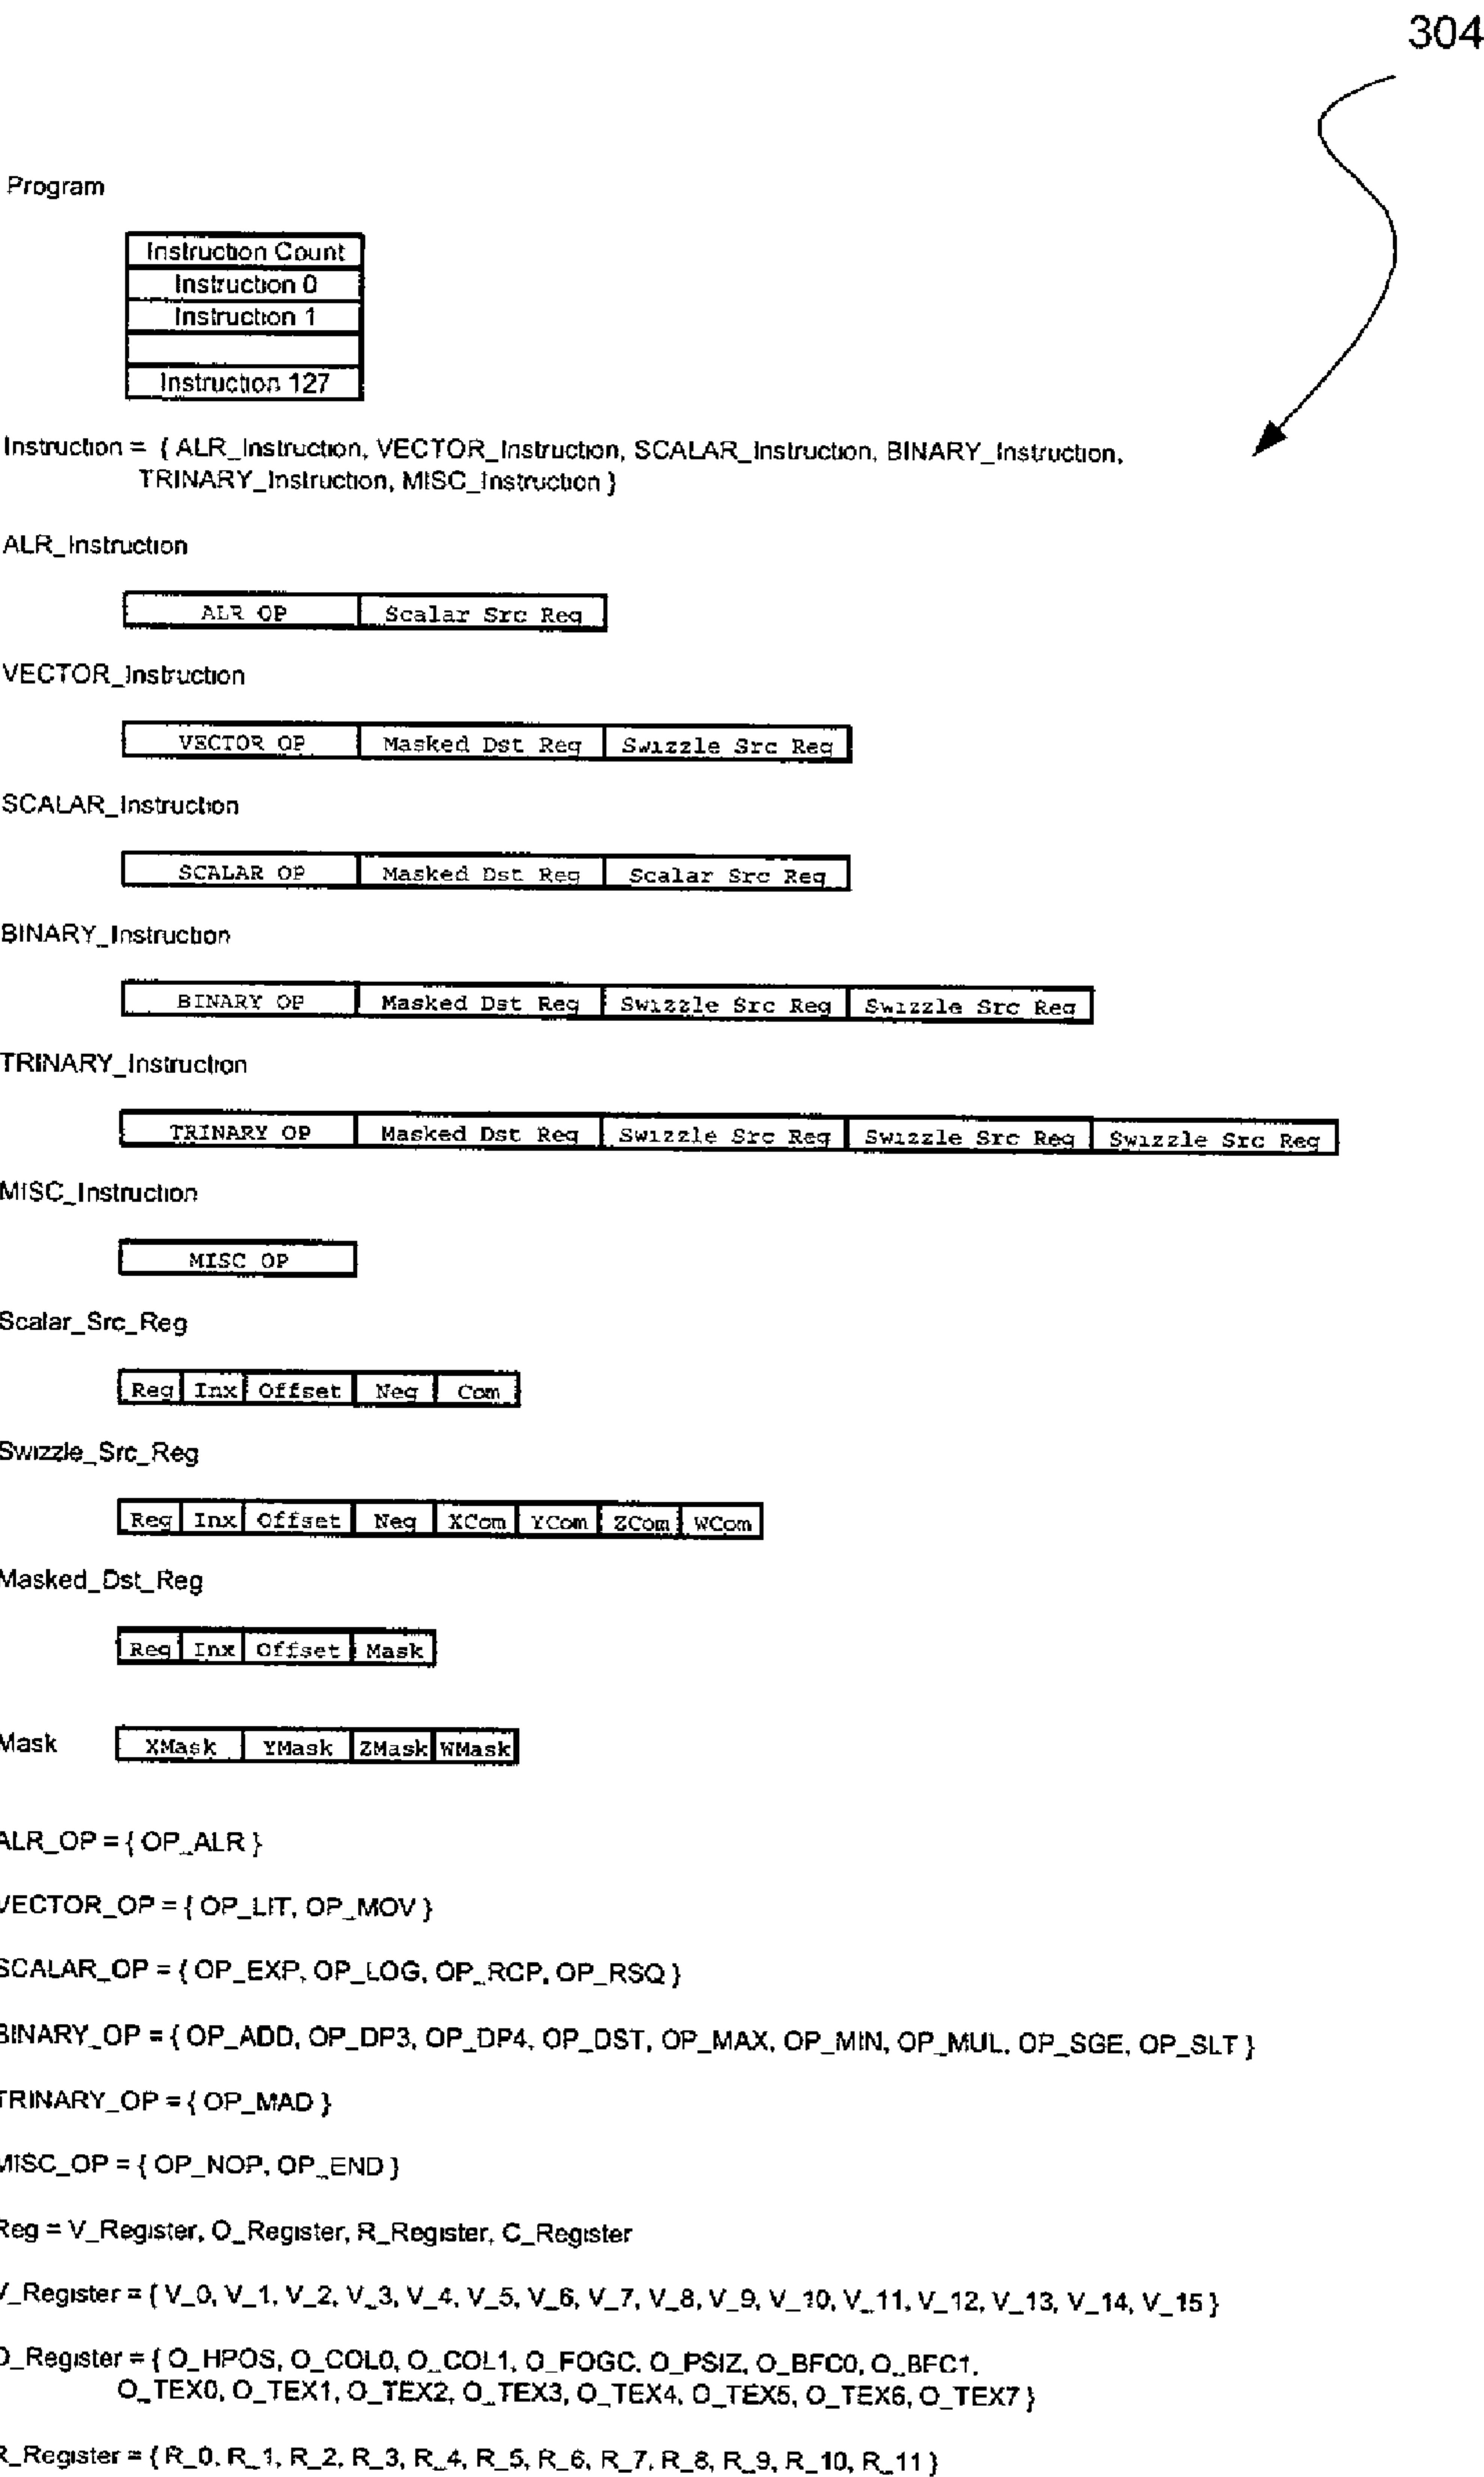 304
Program
Instruction Count
Instruction 0
Instruction 1
Instruction 127
Instruction = { ALR_Instruction, VECTOR_Instruction, SCALAR_Instruction, BINARY_Instruction,
TRINARY_Instruction, MISC_Instruction }
ALR_Instruction
ALR OP Scalar Src Reg
VECTOR_Instruction
VECTOR OP Masked Dst Reg Swizzle Src Reg
SCALAR_Instruction
SCALAR OP Masked Dst Reg Scalar Src Reg
BINARY_Instruction
BINARY OP Masked Dst Reg Swizzle Src Reg Swizzle Src Reg
TRINARY_Instruction
TRINARY OP Masked Dst Reg Swizzle Src Reg Swizzle Src Reg Swizzle Src Reg
MISC_Instruction
MISC OP
Scalar_Src_Reg
Reg Inx Offset Neg Com
Swizzle_Src_Reg
Reg Inx Offset Neg XCom YCom ZCom WCom
Masked_Dst_Reg
Reg Inx Offset Mask
Mask XMask YMask ZMask WMask
ALR_OP = { OP_ALR }
VECTOR_OP = { OP_LIT, OP_MOV }
SCALAR_OP = { OP_EXP, OP_LOG, OP_RCP, OP_RSQ }
BINARY_OP = { OP_ADD, OP_DP3, OP_DP4, OP_DST, OP_MAX, OP_MIN, OP_MUL, OP_SGE, OP_SLT }
TRINARY_OP = { OP_MAD }
MISC_OP = { OP_NOP, OP_END }
Reg = V_Register, O_Register, R_Register, C_Register
V_Register = { V_0, V_1, V_2, V_3, V_4, V_5, V_6, V_7, V_8, V_9, V_10, V_11, V_12, V_13, V_14, V_15 }
O_Register = { O_HPOS, O_COL0, O_COL1, O_FOGC, O_PSIZ, O_BFC0, O_BFC1,
O_TEX0, O_TEX1, O_TEX2, O_TEX3, O_TEX4, O_TEX5, O_TEX6, O_TEX7 }
R_Register = { R_0, R_1, R_2, R_3, R_4, R_5, R_6, R_7, R_8, R_9, R_10, R_11 }